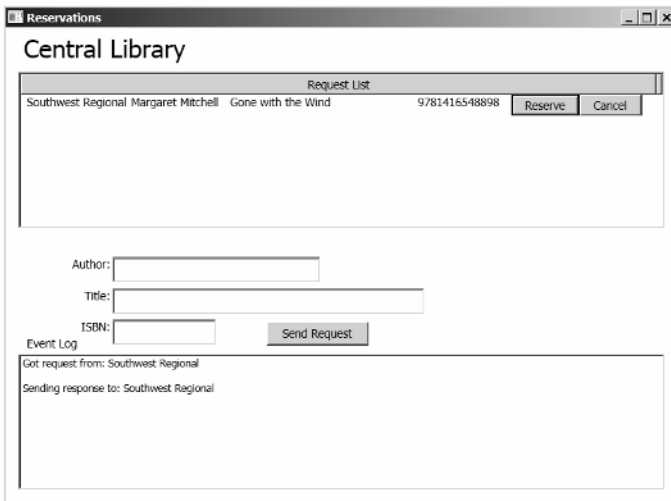 Reservations
Central Library
Request List
Southwest Regional Margaret Mitchell Gone with the Wind 9781416548898 Reserve Cancel
Author:
Title:
ISBN:
Send Request
Event Log
Got request from: Southwest Regional
Sending response to: Southwest Regional